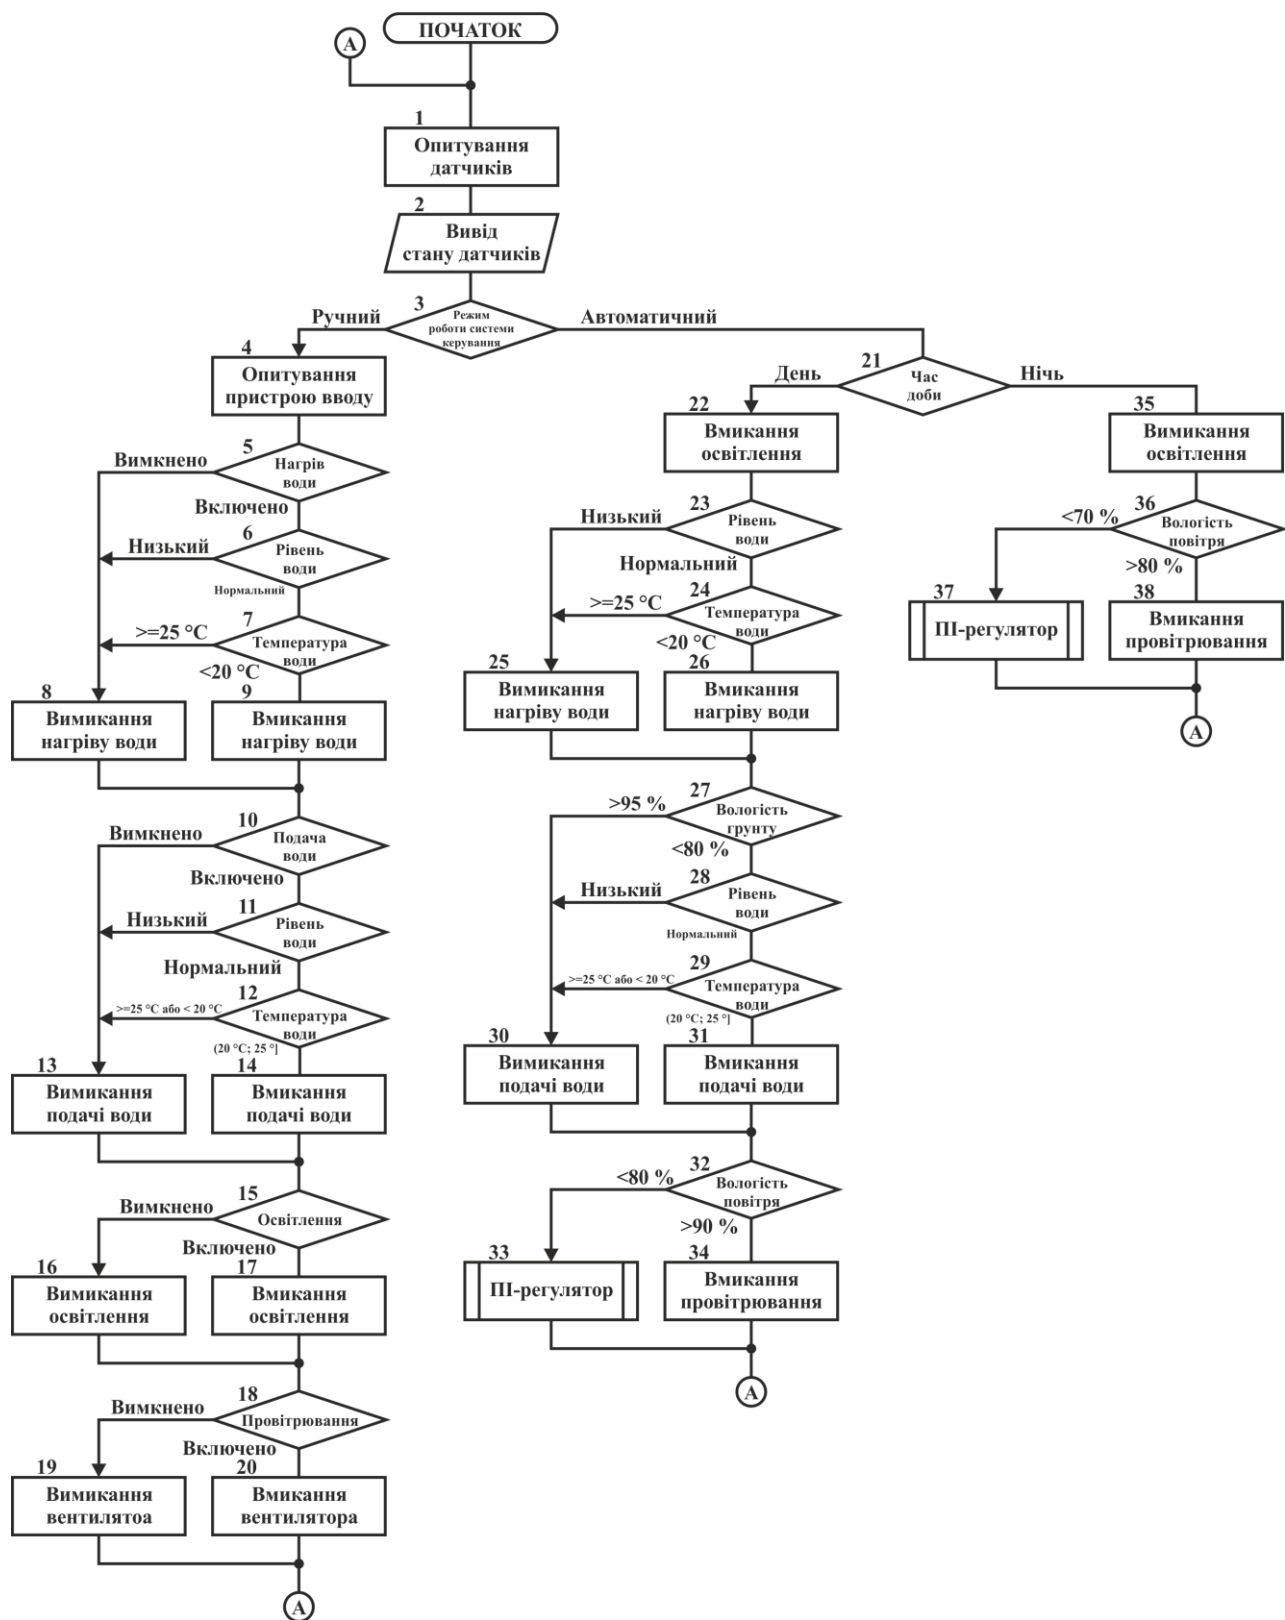 ПОЧАТОК
А
1
Опитування
датчиків
2
Вивід
стану датчиків
3
Режим
роботи системи
керування
Ручний
Автоматичний
4
Опитування
пристрою вводу
5
Нагрів
води
Вимкнено
Включено
6
Рівень
води
Низький
Нормальний
7
Температура
води
>=25 °C
<20 °C
8
Вимикання
нагріву води
9
Вмикання
нагріву води
10
Подача
води
Вимкнено
Включено
11
Рівень
води
Низький
Нормальний
12
Температура
води
>=25 °C або < 20 °C
(20 °C; 25 °]
13
Вимикання
подачі води
14
Вмикання
подачі води
15
Освітлення
Вимкнено
Включено
16
Вимикання
освітлення
17
Вмикання
освітлення
18
Провітрювання
Вимкнено
Включено
19
Вимикання
вентилятоа
20
Вмикання
вентилятора
А
21
Час
доби
День
Нічь
22
Вмикання
освітлення
23
Рівень
води
Низький
Нормальний
24
Температура
води
>=25 °C
<20 °C
25
Вимикання
нагріву води
26
Вмикання
нагріву води
27
Вологість
грунту
>95 %
<80 %
28
Рівень
води
Низький
Нормальний
29
Температура
води
>=25 °C або < 20 °C
(20 °C; 25 °]
30
Вимикання
подачі води
31
Вмикання
подачі води
32
Вологість
повітря
<80 %
>90 %
33
ПІ-регулятор
34
Вмикання
провітрювання
А
35
Вимикання
освітлення
36
Вологість
повітря
<70 %
>80 %
37
ПІ-регулятор
38
Вмикання
провітрювання
А